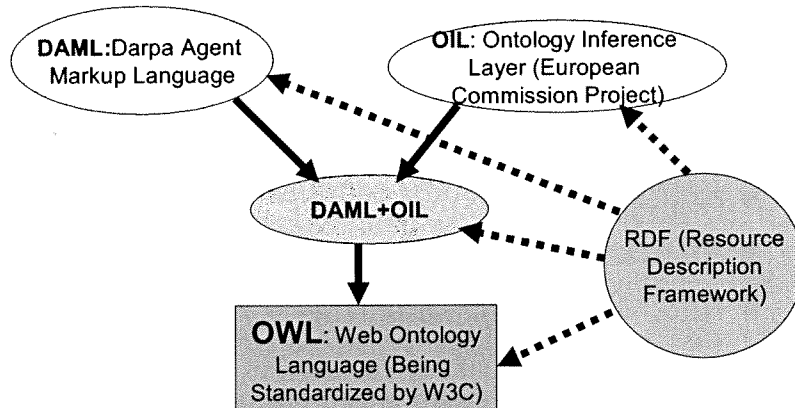 DAML:Darpa Agent
Markup Language
OIL: Ontology Inference
Layer (European
Commission Project)
DAML+OIL
RDF (Resource
Description
Framework)
OWL: Web Ontology
Language (Being
Standardized by W3C)